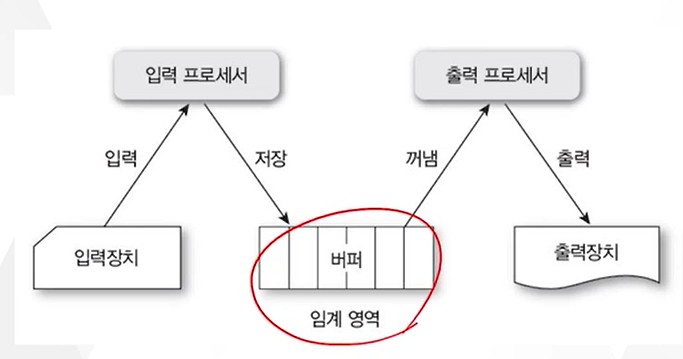 입력 프로세서
출력 프로세서
입력
저장
꺼냄
출력
입력장치
버퍼
출력장치
임계 영역